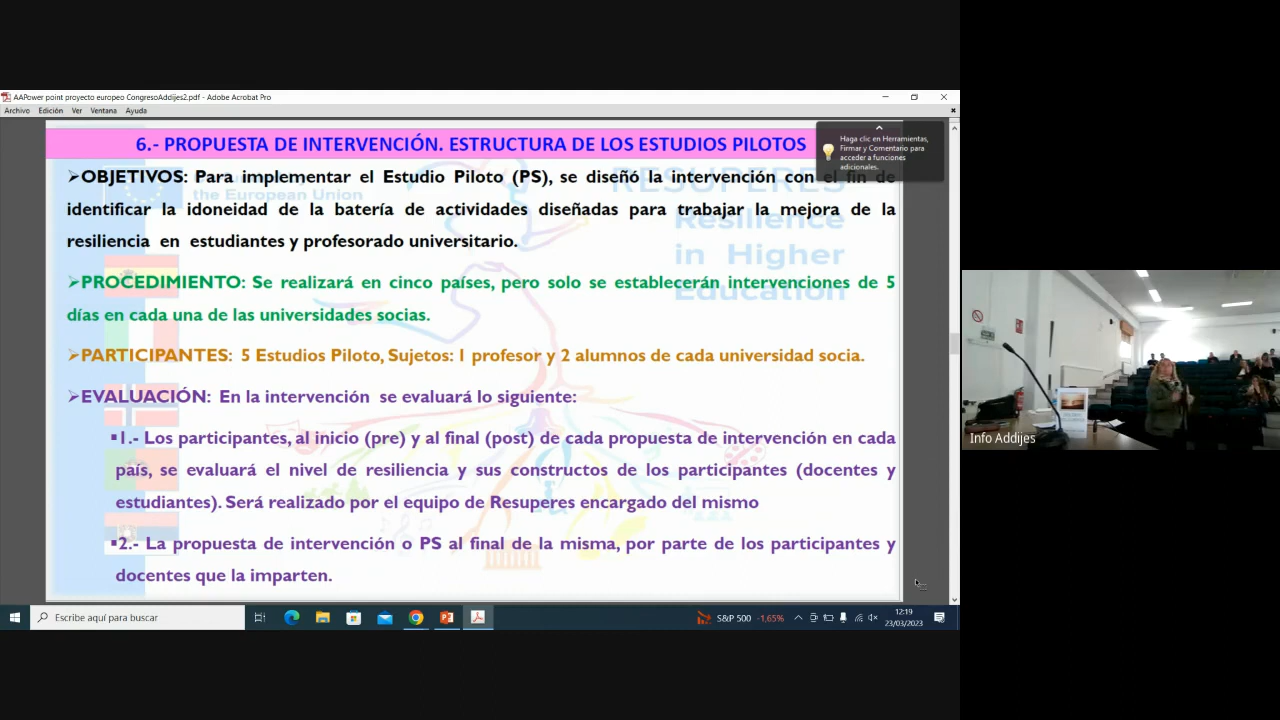 AAPower point proyecto europeo CongresoAddijes2.pdf - Adobe Acrobat Pro
Archivo Edición Ver Ventana Ayuda
6.- PROPUESTA DE INTERVENCIÓN. ESTRUCTURA DE LOS ESTUDIOS PILOTOS
Haga clic en Herramientas,
Firmar y Comentario para
acceder a funciones
adicionales.
➢OBJETIVOS: Para implementar el Estudio Piloto (PS), se diseñó la intervención con el fin de
identificar la idoneidad de la batería de actividades diseñadas para trabajar la mejora de la
resiliencia en estudiantes y profesorado universitario.
the European Union
RESUPERES
Resilience
in Higher
Education
➢PROCEDIMIENTO: Se realizará en cinco países, pero solo se establecerán intervenciones de 5
días en cada una de las universidades socias.
➢PARTICIPANTES: 5 Estudios Piloto, Sujetos: 1 profesor y 2 alumnos de cada universidad socia.
➢EVALUACIÓN: En la intervención se evaluará lo siguiente:
▪1.- Los participantes, al inicio (pre) y al final (post) de cada propuesta de intervención en cada
país, se evaluará el nivel de resiliencia y sus constructos de los participantes (docentes y
estudiantes). Será realizado por el equipo de Resuperes encargado del mismo
▪2.- La propuesta de intervención o PS al final de la misma, por parte de los participantes y
docentes que la imparten.
Info Addijes
Escribe aquí para buscar
S&P 500 -1,65%
12:19
23/03/2023